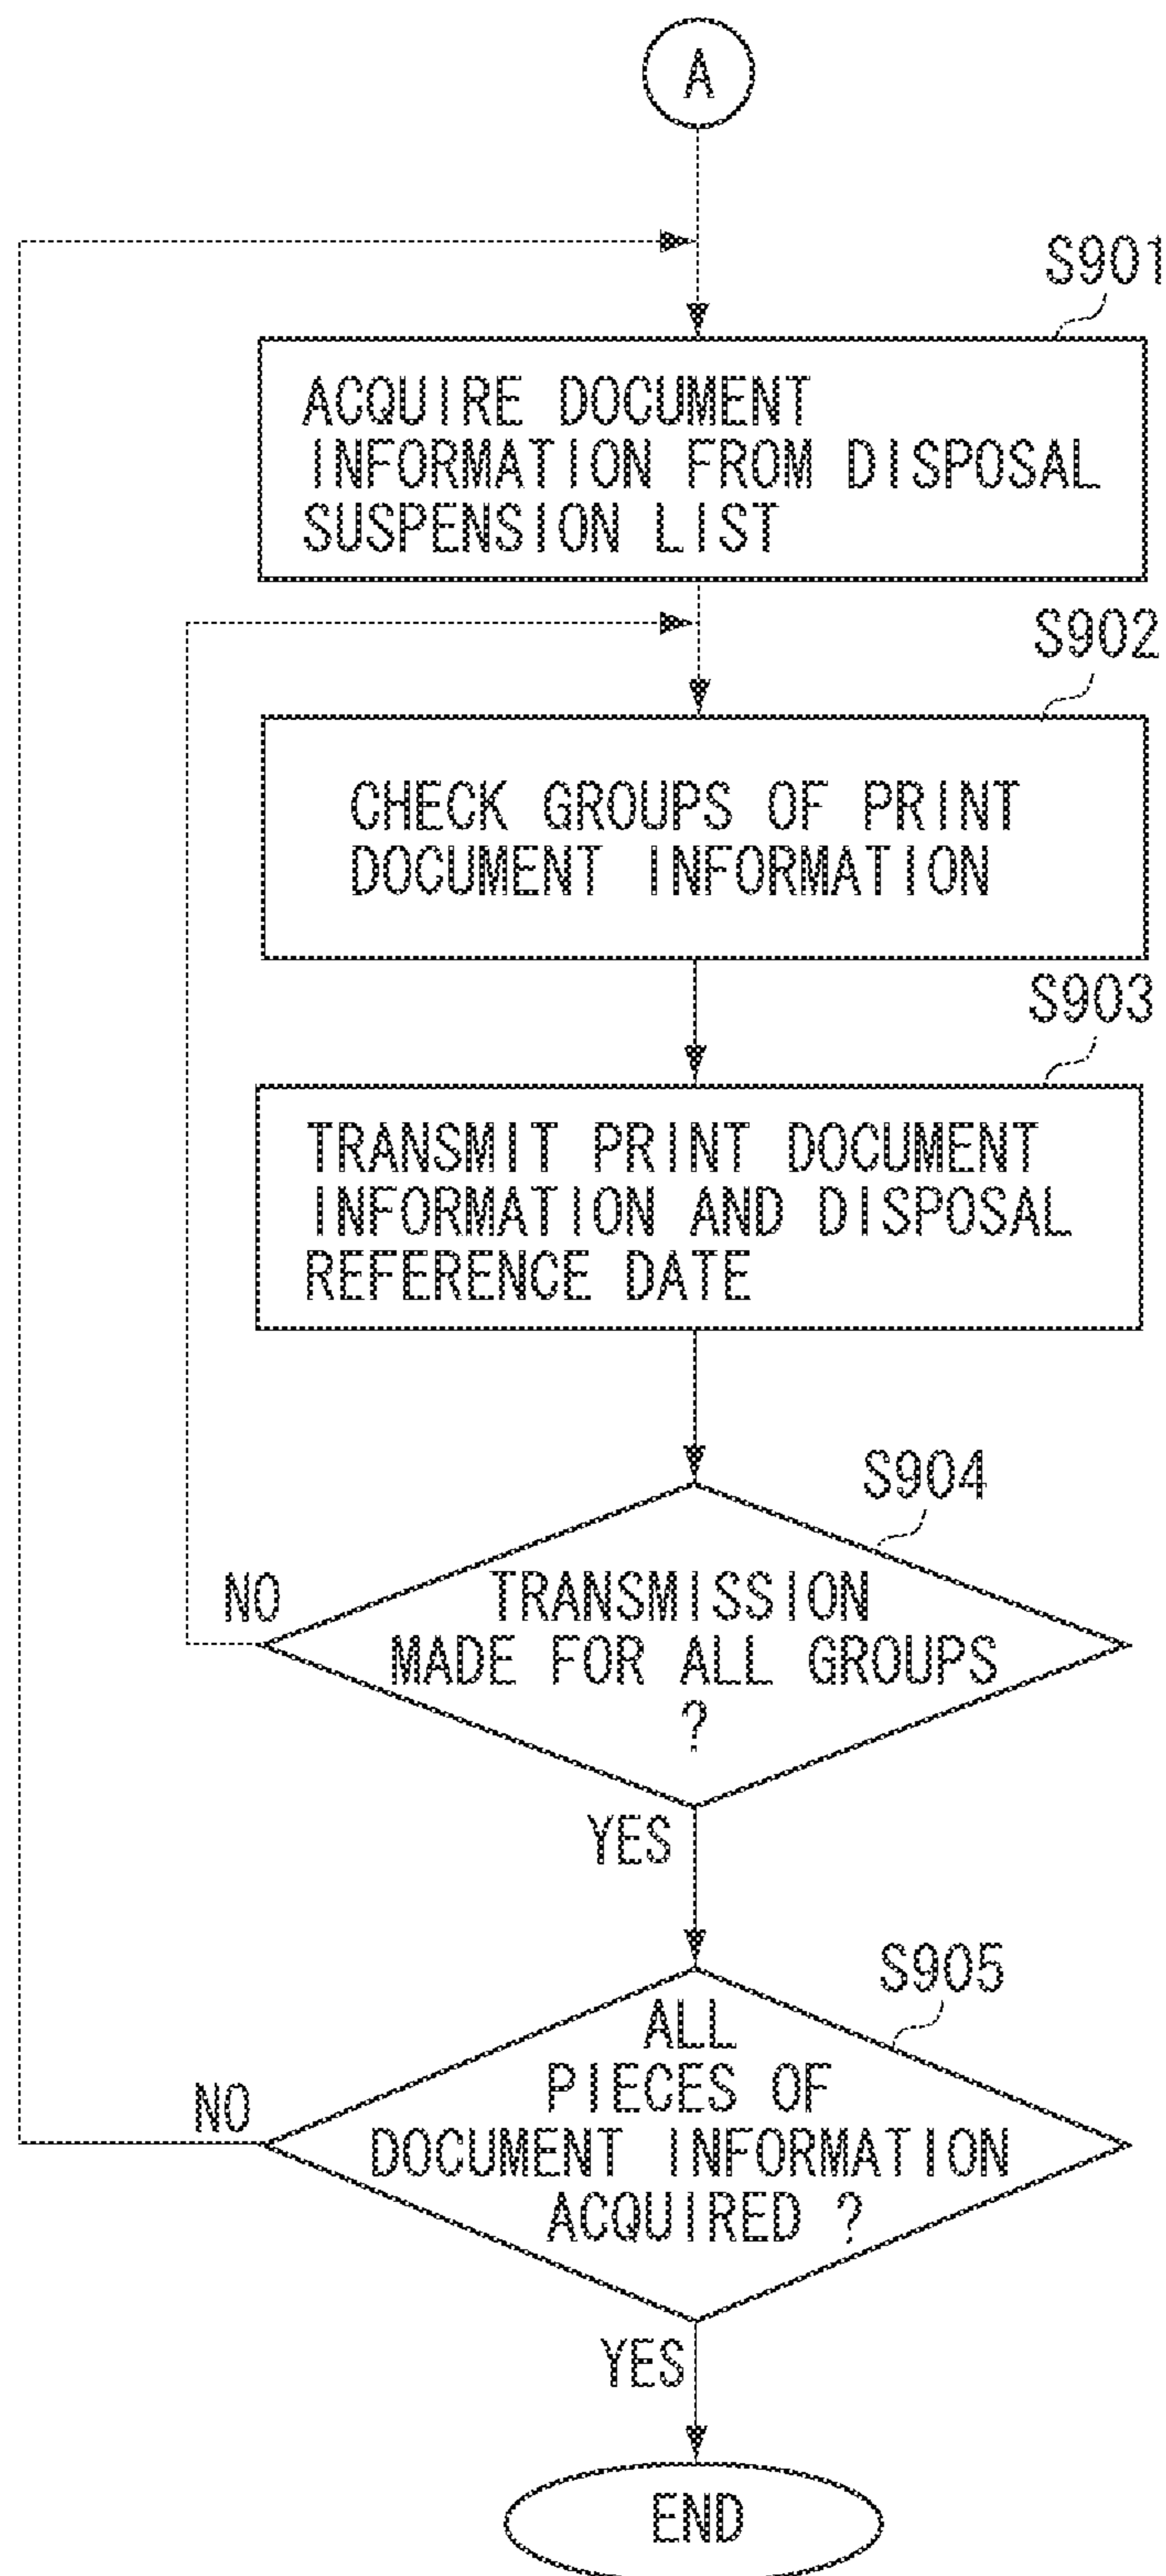 A
S901
ACQUIRE DOCUMENT
INFORMATION FROM DISPOSAL
SUSPENSION LIST
S902
CHECK GROUPS OF PRINT
DOCUMENT INFORMATION
S903
TRANSMIT PRINT DOCUMENT
INFORMATION AND DISPOSAL
REFERENCE DATE
S904
NO
TRANSMISSION
MADE FOR ALL GROUPS
?
YES
S905
NO
ALL
PIECES OF
DOCUMENT INFORMATION
ACQUIRED ?
YES
END